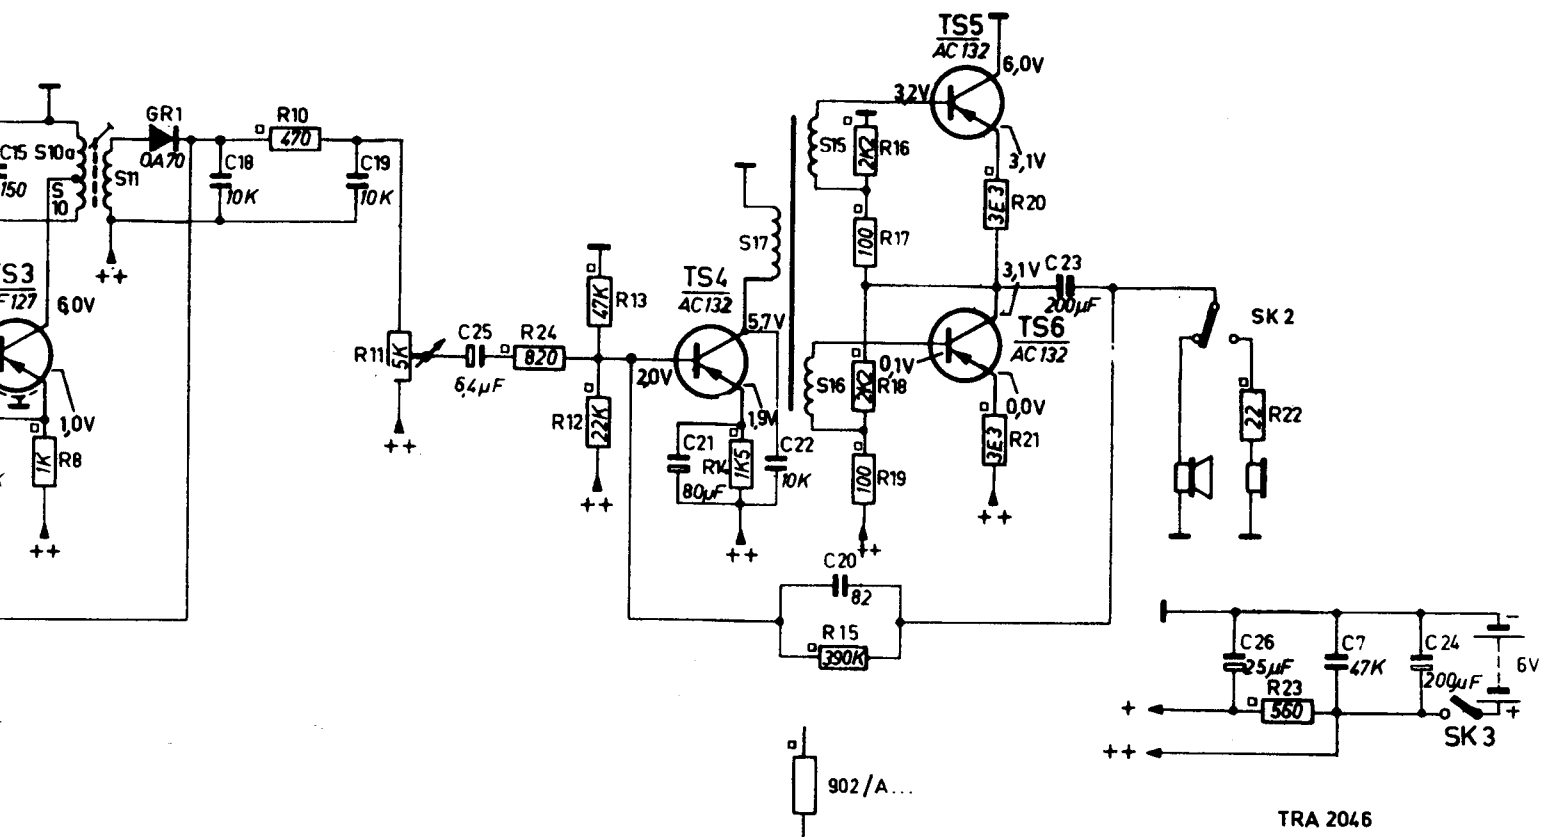 TS5
AC132
6,0V
3,2V
GR1
R10
470
OA70
C15
150
S10a
S
10
S11
C18
10K
C19
10K
S15
2K2
R16
3,1V
3E3
R20
S17
100
R17
TS3
F127
6,0V
TS4
AC132
5,7V
3,1V
C23
200µF
++
47K
R13
R11
5K
C25
6,4µF
R24
820
2,0V
TS6
AC132
SK2
S16
0,1V
2K2
R18
0,0V
1,0V
1K
R8
R12
22K
1,9V
C21
80µF
R14
1K5
C22
10K
3E3
R21
22
R22
++
100
R19
++
++
++
++
++
++
C20
82
R15
390K
C26
25µF
C7
47K
C24
200µF
-
6V
+
R23
560
+
++
SK3
902/A...
TRA 2046